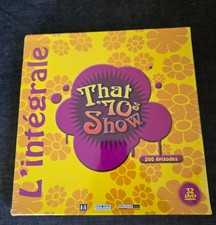 L'intégrale
That
'70s
Show
200 épisodes
32
DVD